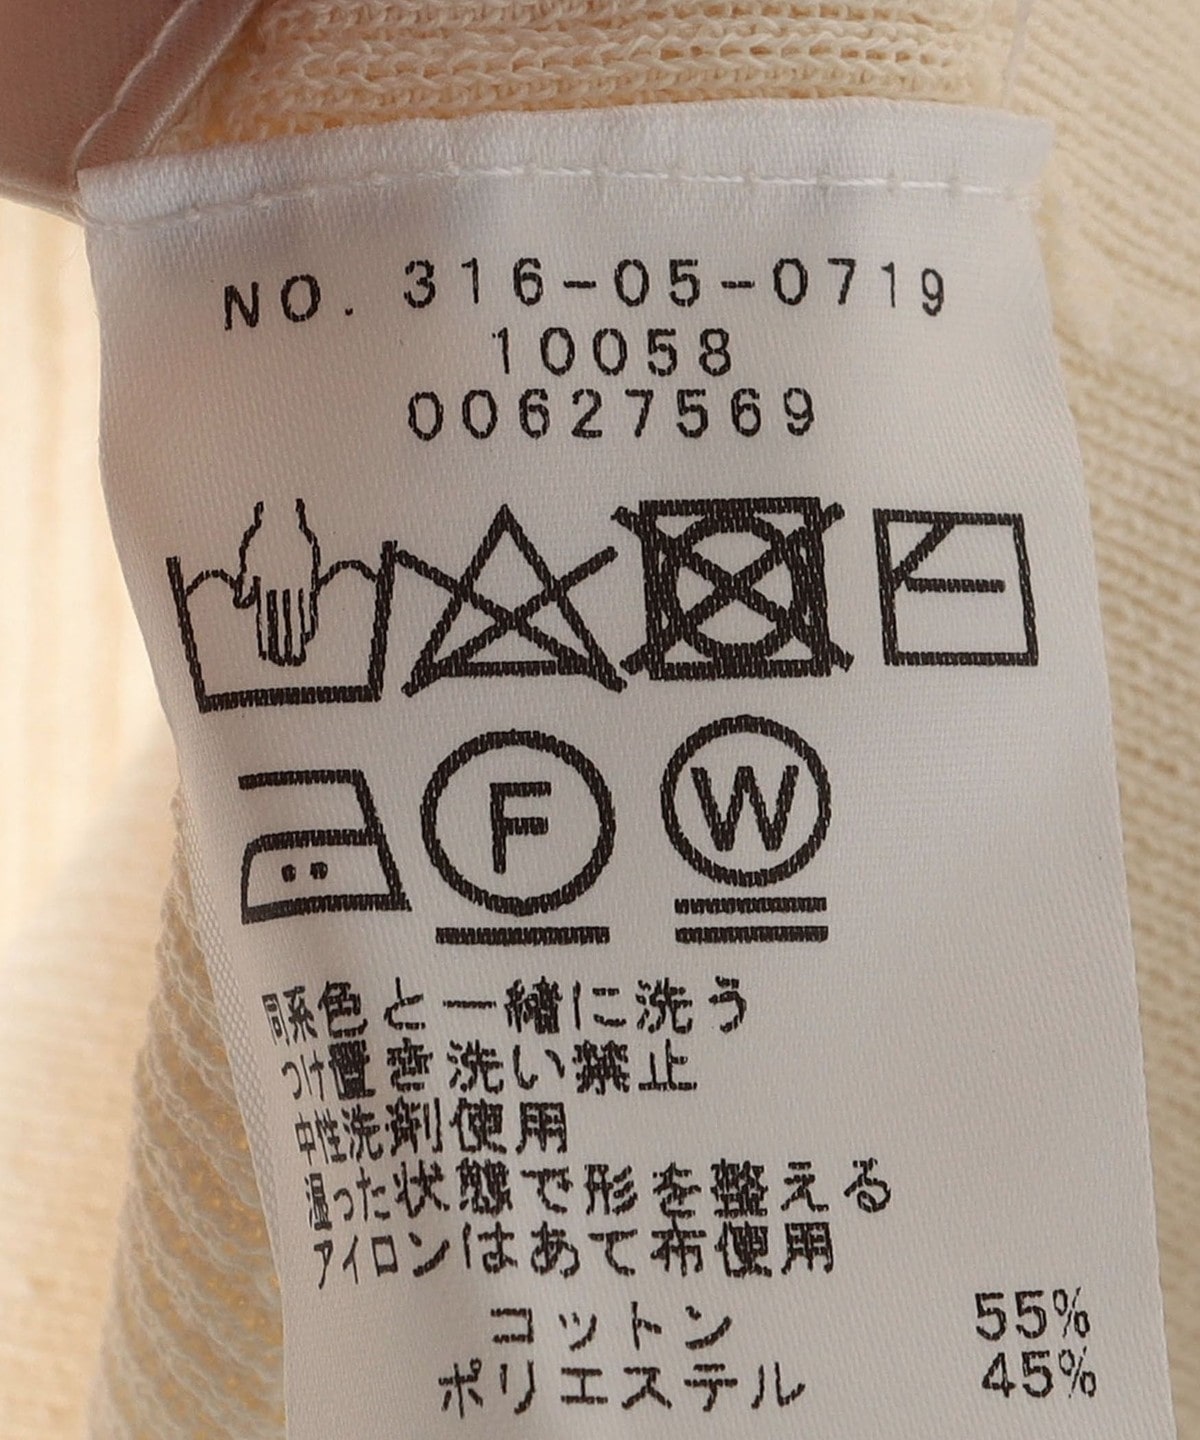 NO. 316-05-0719
10058
00627569
F W
同系色と一緒に洗う
つけ置き洗い禁止
中性洗剤使用
湿った状態で形を整える
アイロンはあて布使用
コットン 55%
ポリエステル 45%